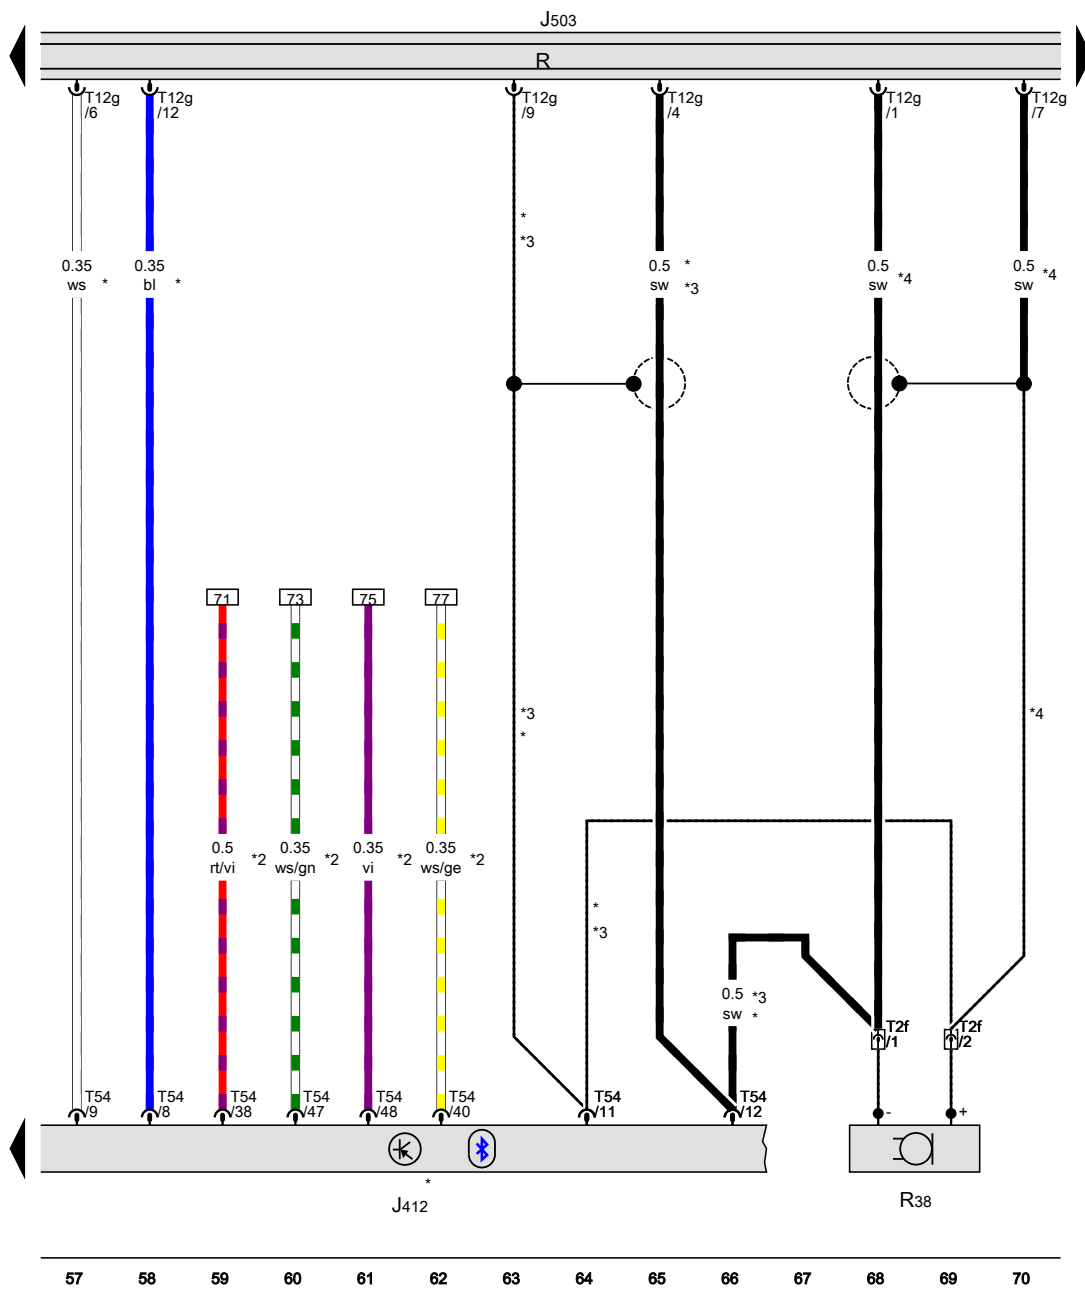 J503
R
T12g T12g T12g T12g T12g T12g
/6 /12 /9 /4 /1 /7
*
*3
0.35 0.35 0.5 * 0.5 0.5
ws * bl * sw *3 sw *4 sw *4
71 73 75 77
*3 *4
*
0.5 0.35 0.35 0.35
rt/vi *2 ws/gn *2 vi *2 ws/ge *2
*
*3
0.5 *3
sw *
T2f T2f
/1 /2
T54 T54 T54 T54 T54 T54 T54 T54
/9 /8 /38 /47 /48 /40 /11 /12
- +
*
J412 R38
57 58 59 60 61 62 63 64 65 66 67 68 69 70